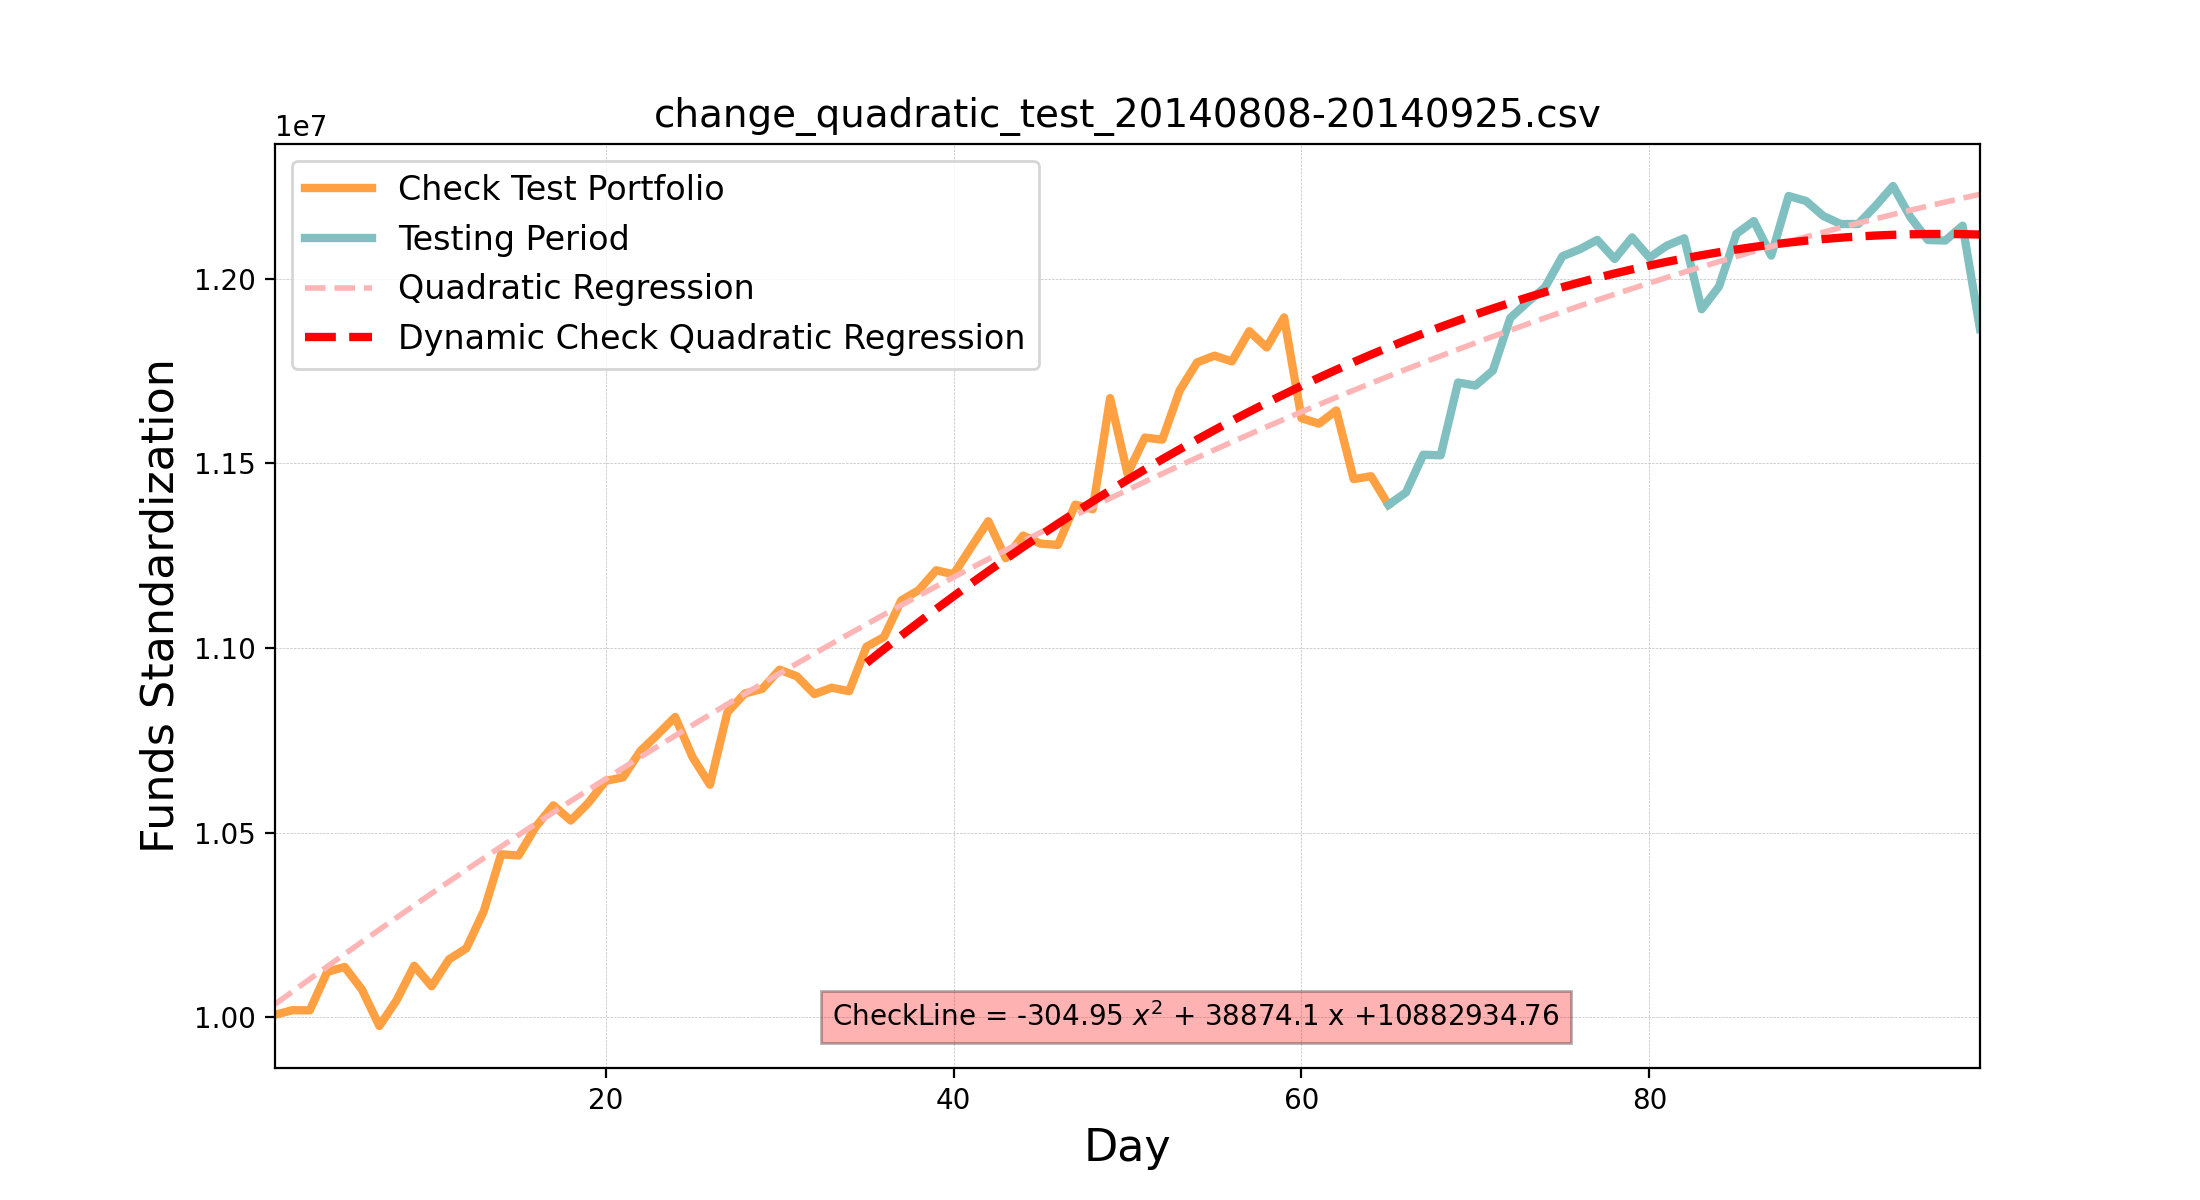 change_quadratic_test_20140808-20140925.csv
1e7
Check Test Portfolio
Testing Period
Quadratic Regression
Dynamic Check Quadratic Regression
Funds Standardization
1.20
1.15
1.10
1.05
1.00
CheckLine = -304.95 x² + 38874.1 x +10882934.76
20 40 60 80
Day